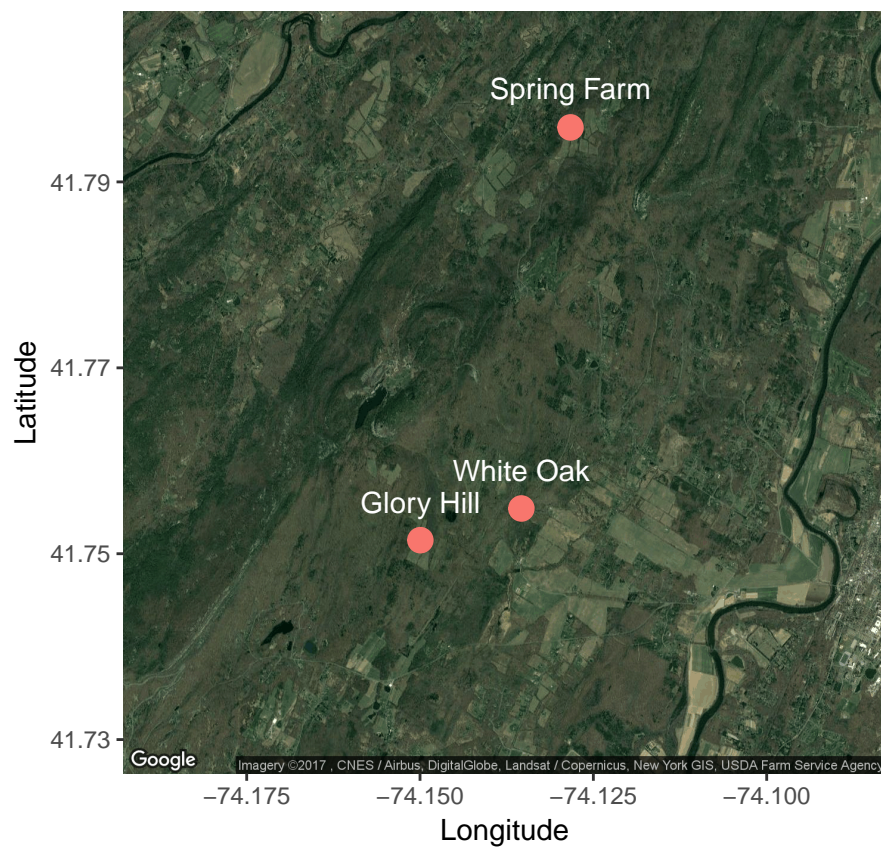 Spring Farm
41.79
41.77
Latitude
White Oak
Glory Hill
41.75
41.73
Google
Imagery ©2017 , CNES / Airbus, DigitalGlobe, Landsat / Copernicus, New York GIS, USDA Farm Service Agency
−74.175
−74.150
−74.125
−74.100
Longitude